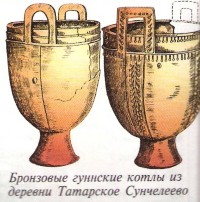 Бронзовые гуннские котлы из
деревни Татарское Сунчелеево